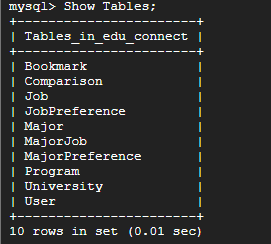 mysql> Show Tables;
+------------------------+
| Tables_in_edu_connect |
+------------------------+
| Bookmark |
| Comparison |
| Job |
| JobPreference |
| Major |
| MajorJob |
| MajorPreference |
| Program |
| University |
| User |
+------------------------+
10 rows in set (0.01 sec)